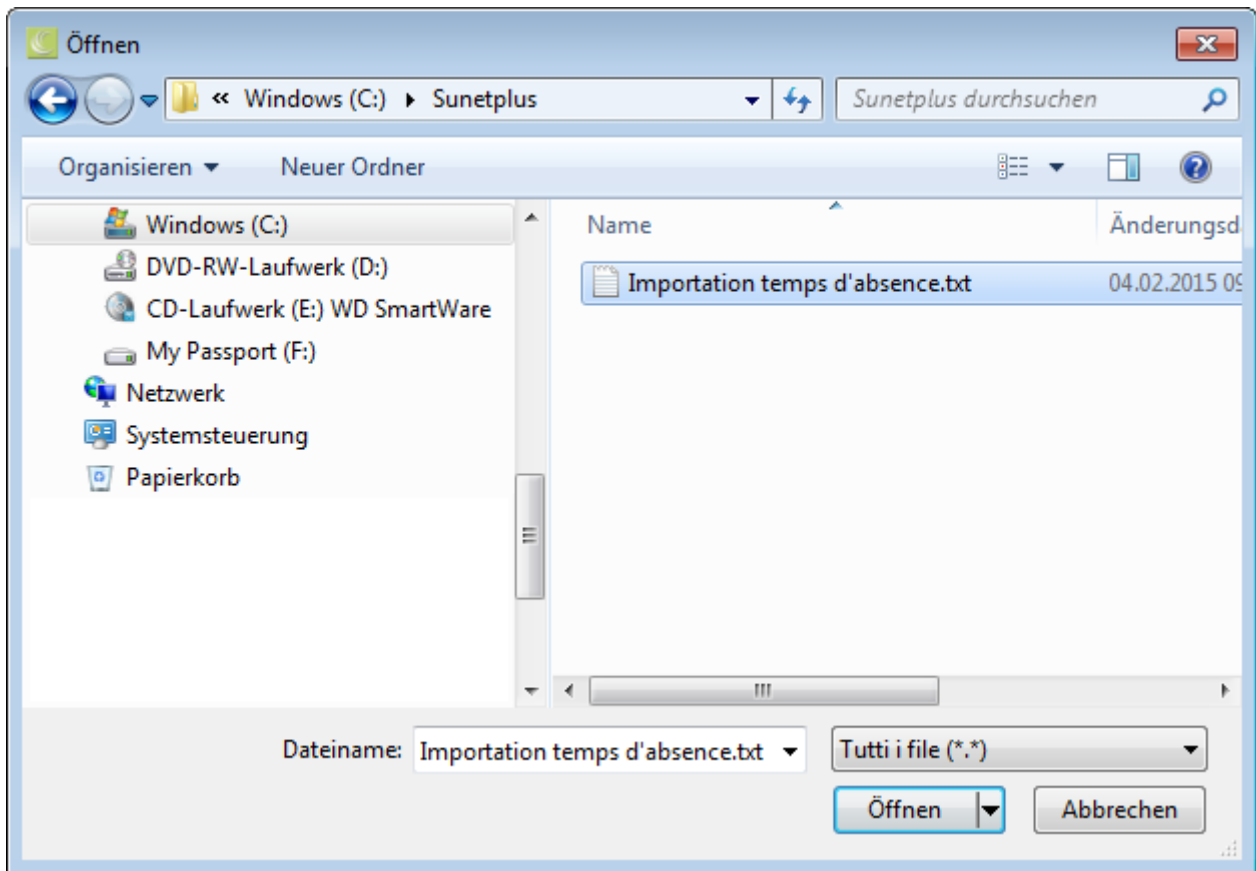 Öffnen
« Windows (C:) ▸ Sunetplus
Sunetplus durchsuchen
Organisieren
Neuer Ordner
Windows (C:)
DVD-RW-Laufwerk (D:)
CD-Laufwerk (E:) WD SmartWare
My Passport (F:)
Netzwerk
Systemsteuerung
Papierkorb
Name
Änderungsd
Importation temps d'absence.txt
04.02.2015 09
Dateiname: Importation temps d'absence.txt
Tutti i file (*.*)
Öffnen
Abbrechen